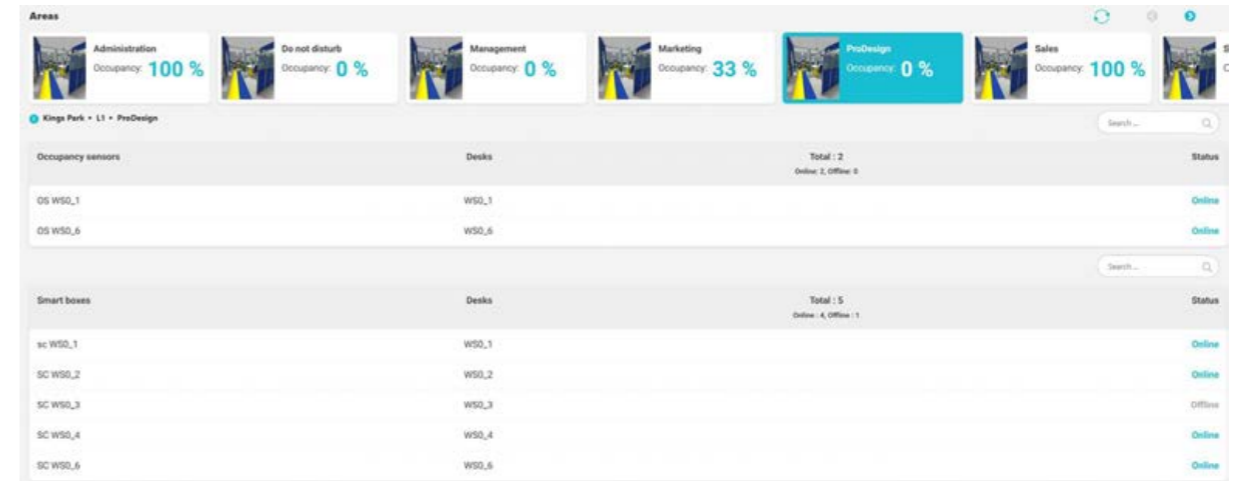 Areas
Administration
Occupancy: 100 %
Do not disturb
Occupancy: 0 %
Management
Occupancy: 0 %
Marketing
Occupancy: 33 %
ProDesign
Occupancy: 0 %
Sales
Occupancy: 100 %
Kings Park • L1 • ProDesign
Search ...
Occupancy sensors Desks Total : 2 Status
Online: 2, Offline: 0
OS WS0_1 WS0_1 Online
OS WS0_6 WS0_6 Online
Search ...
Smart boxes Desks Total : 5 Status
Online : 4, Offline : 1
sc WS0_1 WS0_1 Online
SC WS0_2 WS0_2 Online
SC WS0_3 WS0_3 Offline
SC WS0_4 WS0_4 Online
SC WS0_6 WS0_6 Online